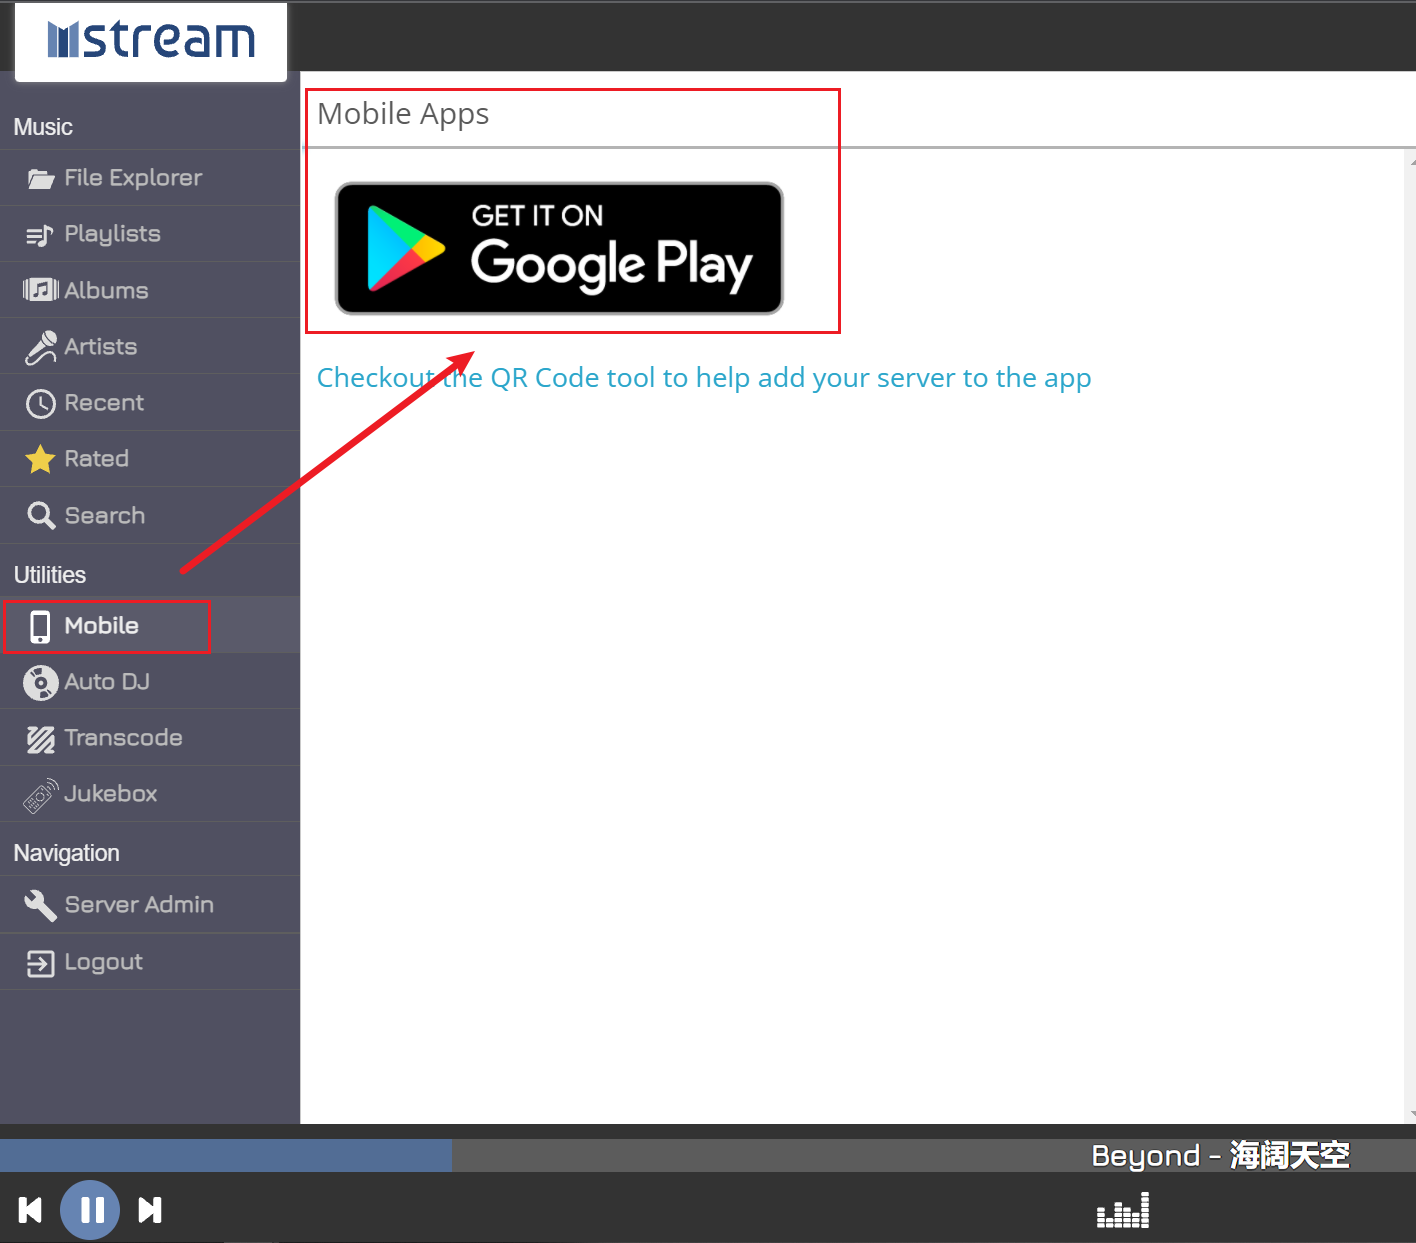 mstream
Music
File Explorer
Playlists
Albums
Artists
Recent
Rated
Search
Utilities
Mobile
Auto DJ
Transcode
Jukebox
Navigation
Server Admin
Logout
Mobile Apps
GET IT ON
Google Play
Checkout the QR Code tool to help add your server to the app
Beyond - 海阔天空